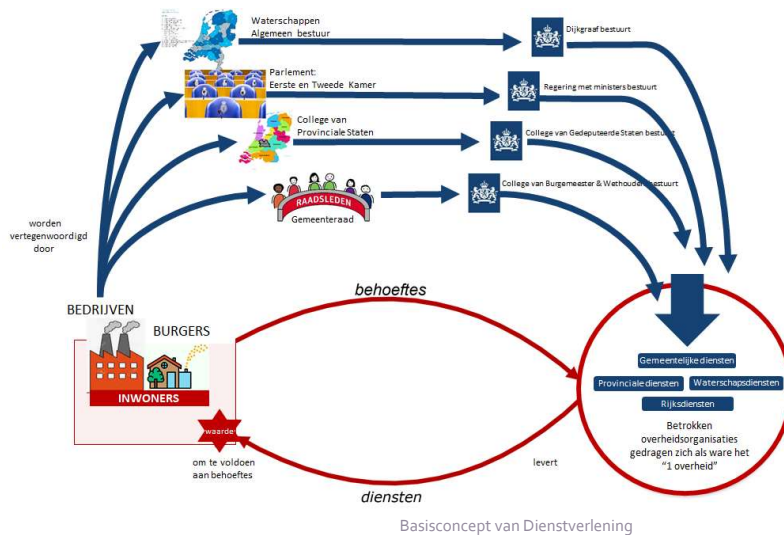 Waterschappen
Algemeen bestuur
Dijkgraaf bestuurt
Parlement:
Eerste en Tweede Kamer
Regering met ministers bestuurt
College van
Provinciale Staten
College van Gedeputeerde Staten bestuurt
RAADSLEDEN
Gemeenteraad
College van Burgemeester & Wethouders bestuurt
worden
vertegenwoordigd
door
BEDRIJVEN
BURGERS
INWONERS
waarde
om te voldoen
aan behoeftes
behoeftes
diensten
levert
Gemeentelijke diensten
Provinciale diensten
Waterschapsdiensten
Rijksdiensten
Betrokken
overheidsorganisaties
gedragen zich als ware het
“1 overheid”
Basisconcept van Dienstverlening